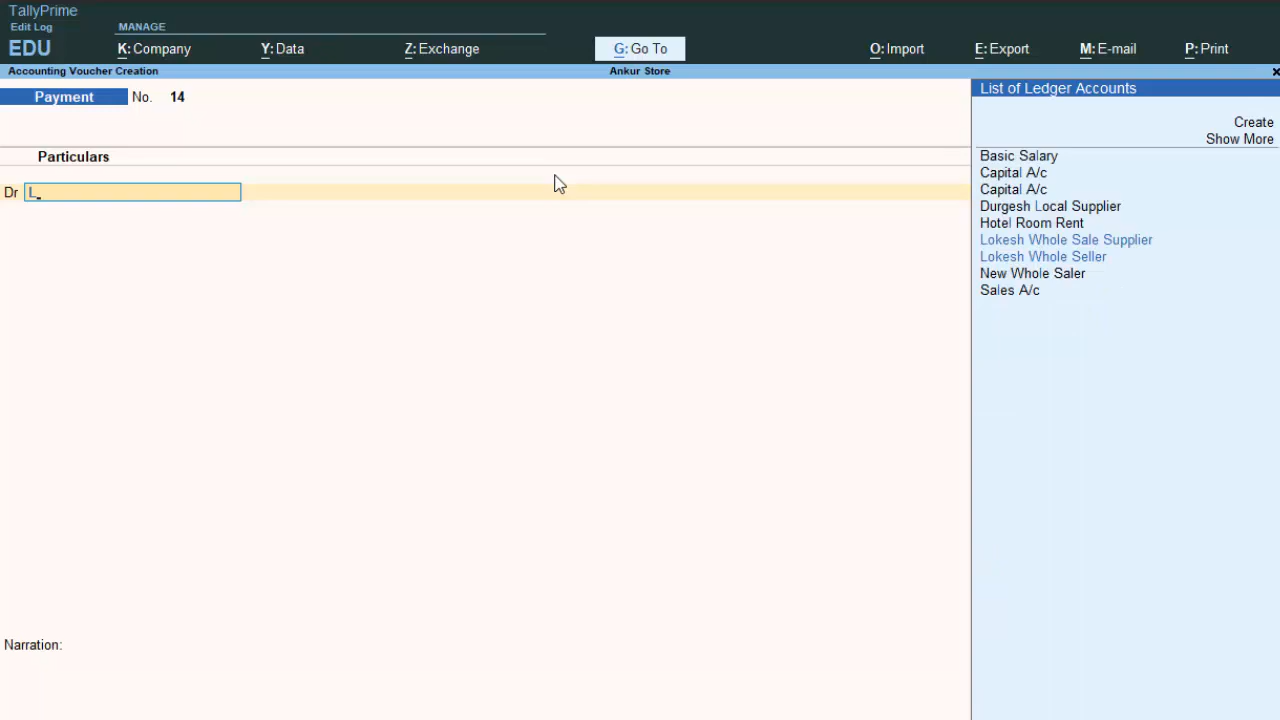 TallyPrime
Edit Log
MANAGE
EDU
K: Company
Y: Data
Z: Exchange
G: Go To
O: Import
E: Export
M: E-mail
P: Print
Accounting Voucher Creation
Ankur Store
x
Payment No. 14
Particulars
Dr L
Narration:
List of Ledger Accounts
Create
Show More
Basic Salary
Capital A/c
Capital A/c
Durgesh Local Supplier
Hotel Room Rent
Lokesh Whole Sale Supplier
Lokesh Whole Seller
New Whole Saler
Sales A/c